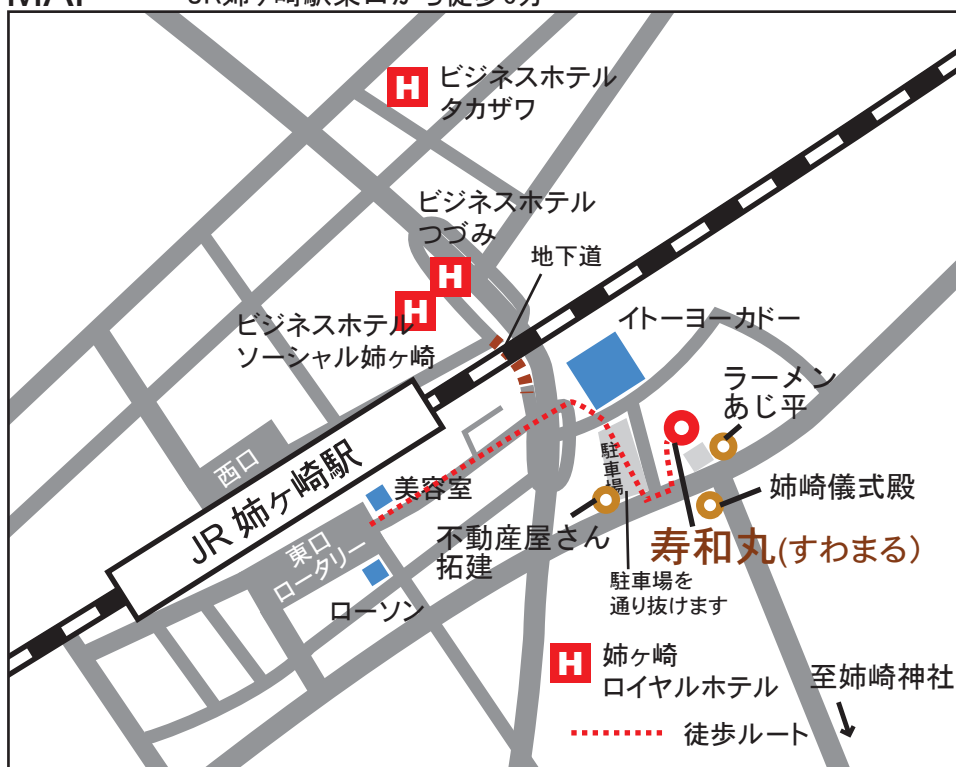 ビジネスホテル
タカザワ
ビジネスホテル
つづみ
地下道
ビジネスホテル
ソーシャル姉ヶ崎
イトーヨーカドー
ラーメン
あじ平
西口
JR 姉ヶ崎駅
美容室
駐車場
姉崎儀式殿
東口
ロータリー
不動産屋さん
拓建
寿和丸(すわまる)
駐車場を
通り抜けます
ローソン
姉ヶ崎
ロイヤルホテル
至姉崎神社
徒歩ルート
H
H
H
H